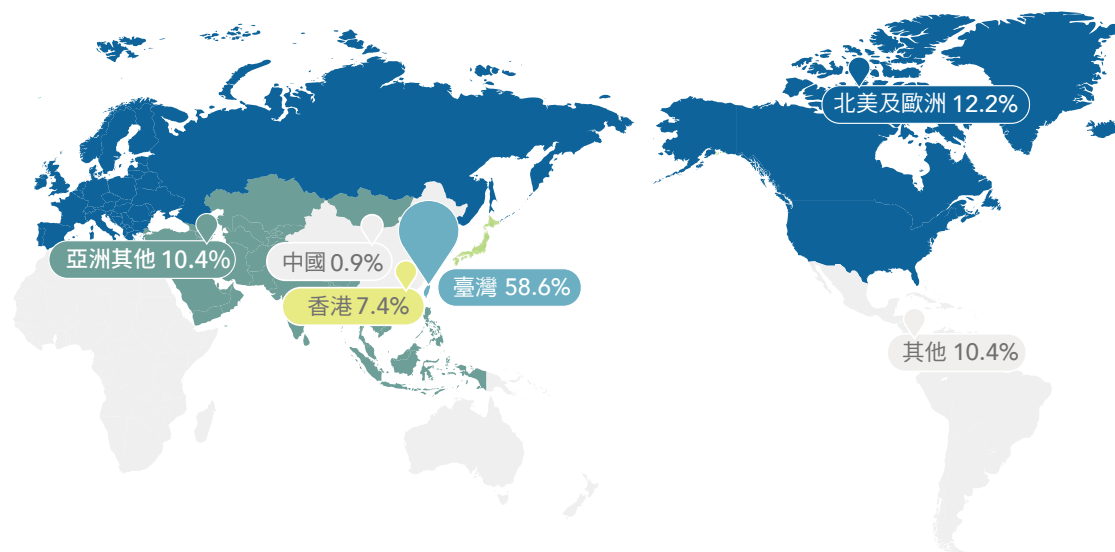 北美及歐洲 12.2%
亞洲其他 10.4%
中國 0.9%
臺灣 58.6%
香港 7.4%
其他 10.4%